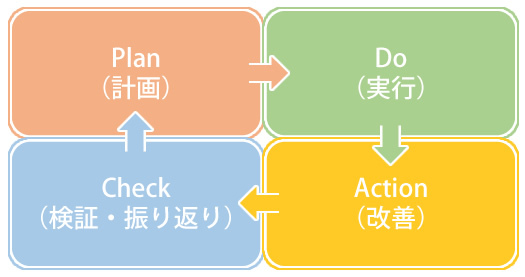 Plan
（計画）
Do
（実行）
Check
（検証・振り返り）
Action
（改善）